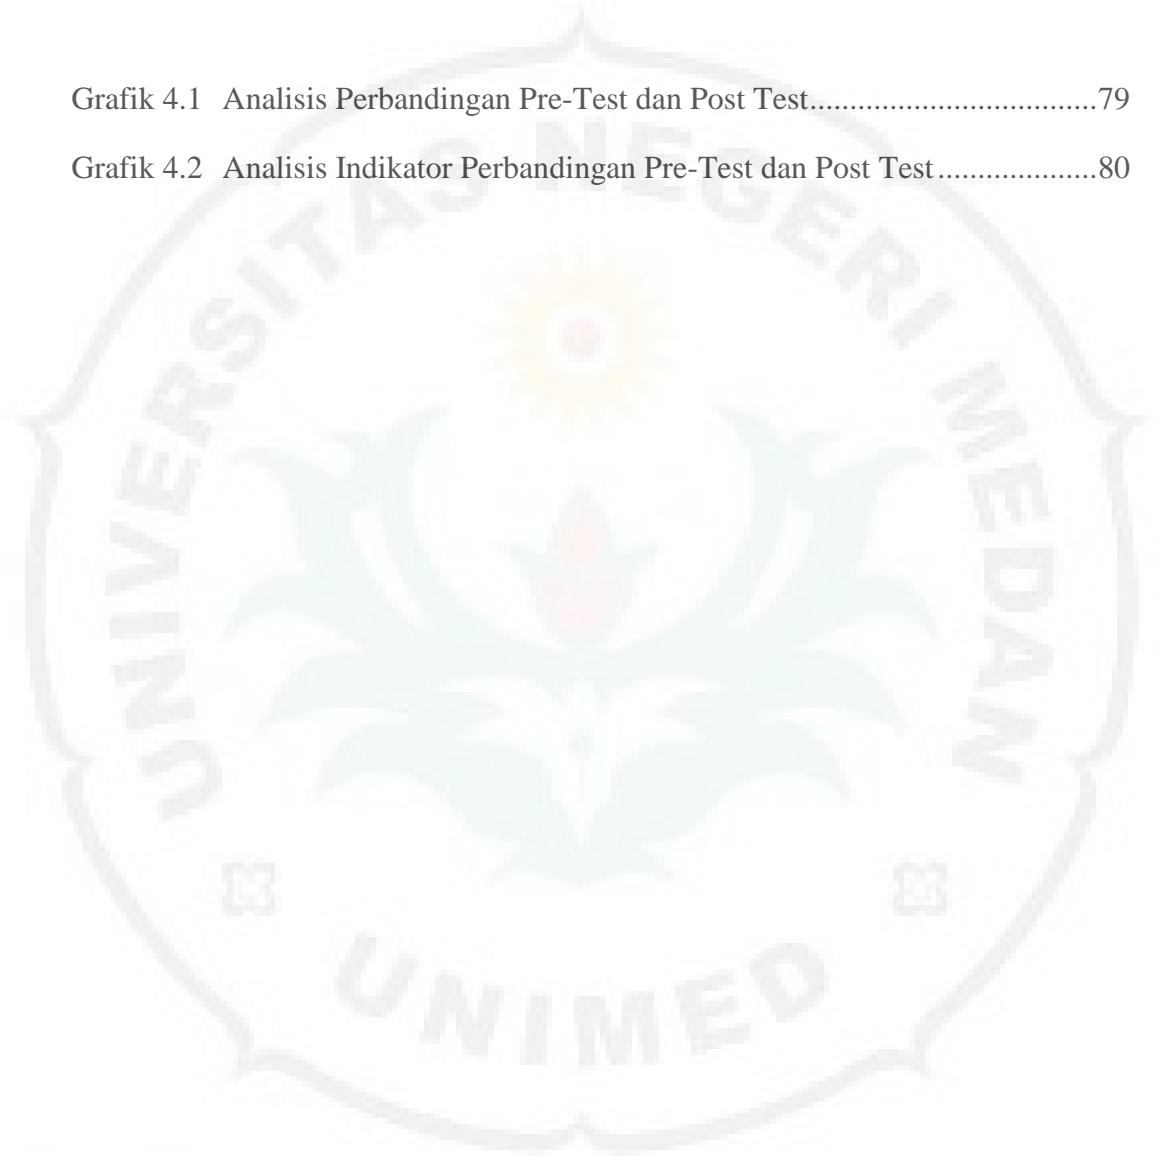 Grafik 4.1 Analisis Perbandingan Pre-Test dan Post Test.................................79
Grafik 4.2 Analisis Indikator Perbandingan Pre-Test dan Post Test....................80
UNIVERSITAS NEGERI MEDAN
UNIMED